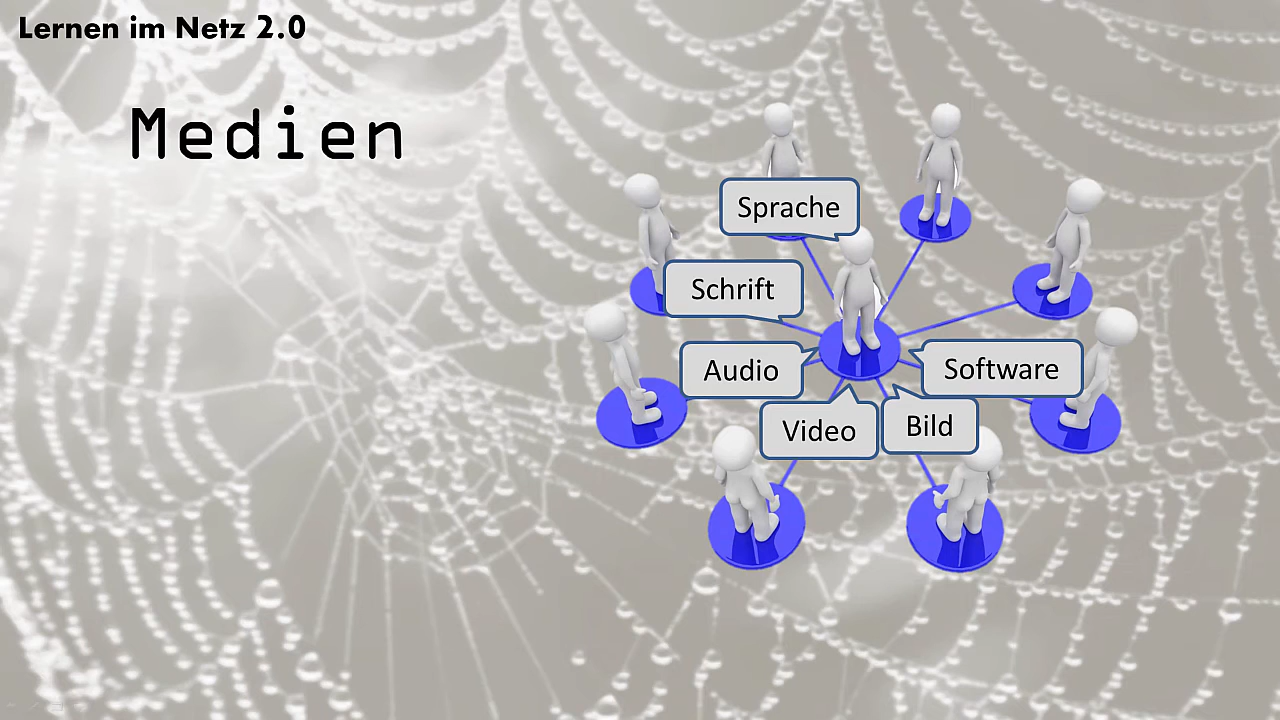 Lernen im Netz 2.0
Medien
Sprache
Schrift
Audio
Software
Video
Bild